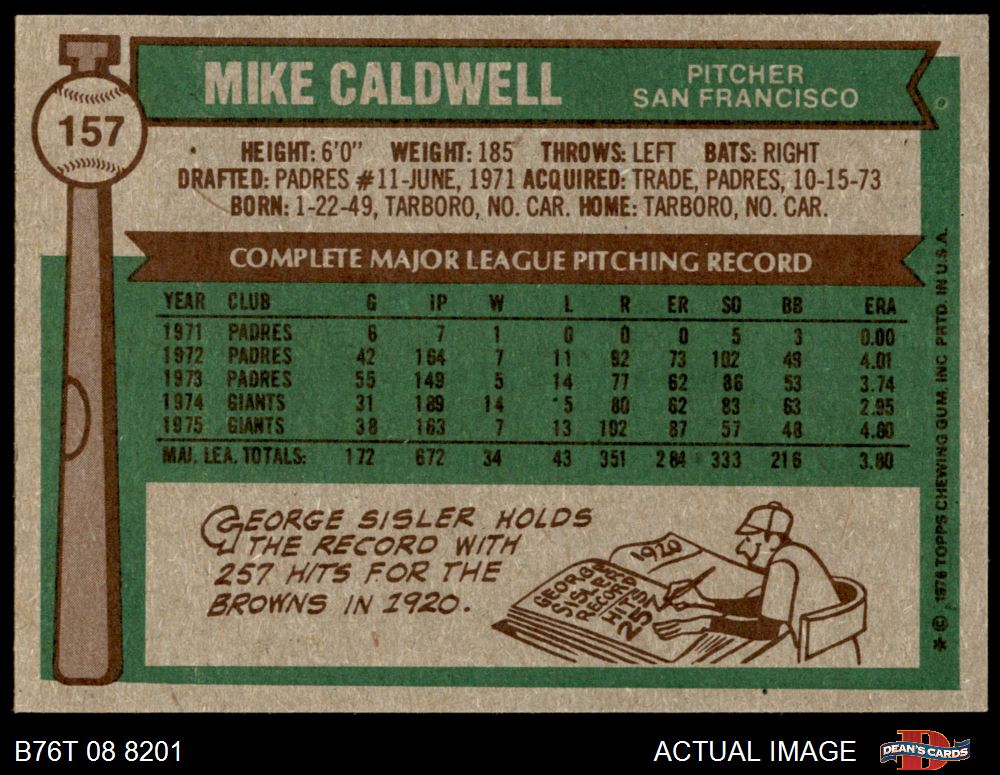 157
MIKE CALDWELL
PITCHER
SAN FRANCISCO
HEIGHT: 6'0" WEIGHT: 185 THROWS: LEFT BATS: RIGHT
DRAFTED: PADRES #11-JUNE, 1971 ACQUIRED: TRADE, PADRES, 10-15-73
BORN: 1-22-49, TARBORO, NO. CAR. HOME: TARBORO, NO. CAR.
COMPLETE MAJOR LEAGUE PITCHING RECORD
YEAR CLUB G IP W L R ER SO BB ERA
1971 PADRES 6 7 1 0 0 0 5 3 0.00
1972 PADRES 42 164 7 11 92 73 102 49 4.01
1973 PADRES 55 149 5 14 77 62 86 53 3.74
1974 GIANTS 31 189 14 5 80 62 83 63 2.95
1975 GIANTS 38 163 7 13 102 87 57 48 4.80
MAJ. LEA. TOTALS: 172 672 34 43 351 284 333 216 3.80
GEORGE SISLER HOLDS
THE RECORD WITH
257 HITS FOR THE
BROWNS IN 1920.
1920
GEORGE
SISLER
RECORD
HITS
257
* © 1976 TOPPS CHEWING GUM, INC PRTD. IN U.S.A.
B76T 08 8201
ACTUAL IMAGE
D
DEAN'S CARDS